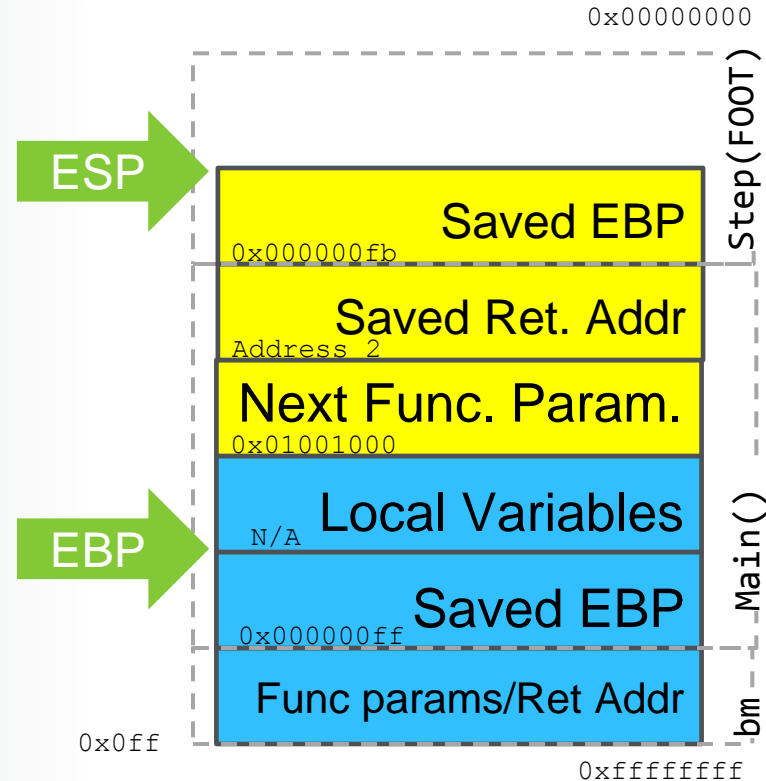 0x00000000
Step(FOOT)
ESP
Saved EBP
0x000000fb
Saved Ret. Addr
Address 2
Next Func. Param.
0x01001000
Local Variables
N/A
EBP
Main()
Saved EBP
0x000000ff
Func params/Ret Addr
bm
0x0ff
0xffffffff